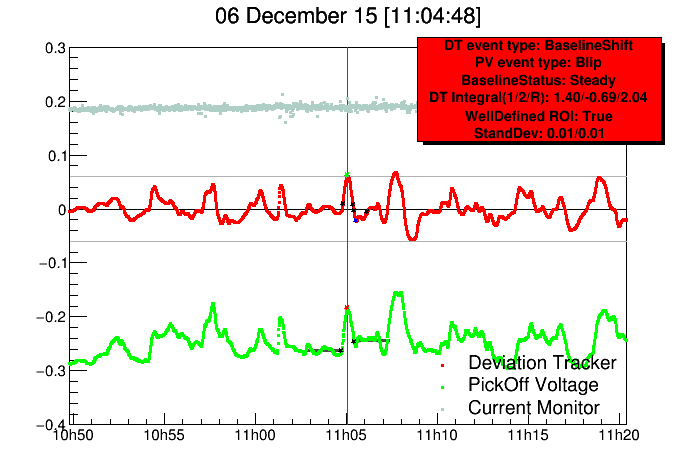 06 December 15 [11:04:48]
DT event type: BaselineShift
PV event type: Blip
BaselineStatus: Steady
DT Integral(1/2/R): 1.40/-0.69/2.04
WellDefined ROI: True
StandDev: 0.01/0.01
0.3
0.2
0.1
0
−0.1
−0.2
−0.3
−0.4
Deviation Tracker
PickOff Voltage
Current Monitor
10h50 10h55 11h00 11h05 11h10 11h15 11h20